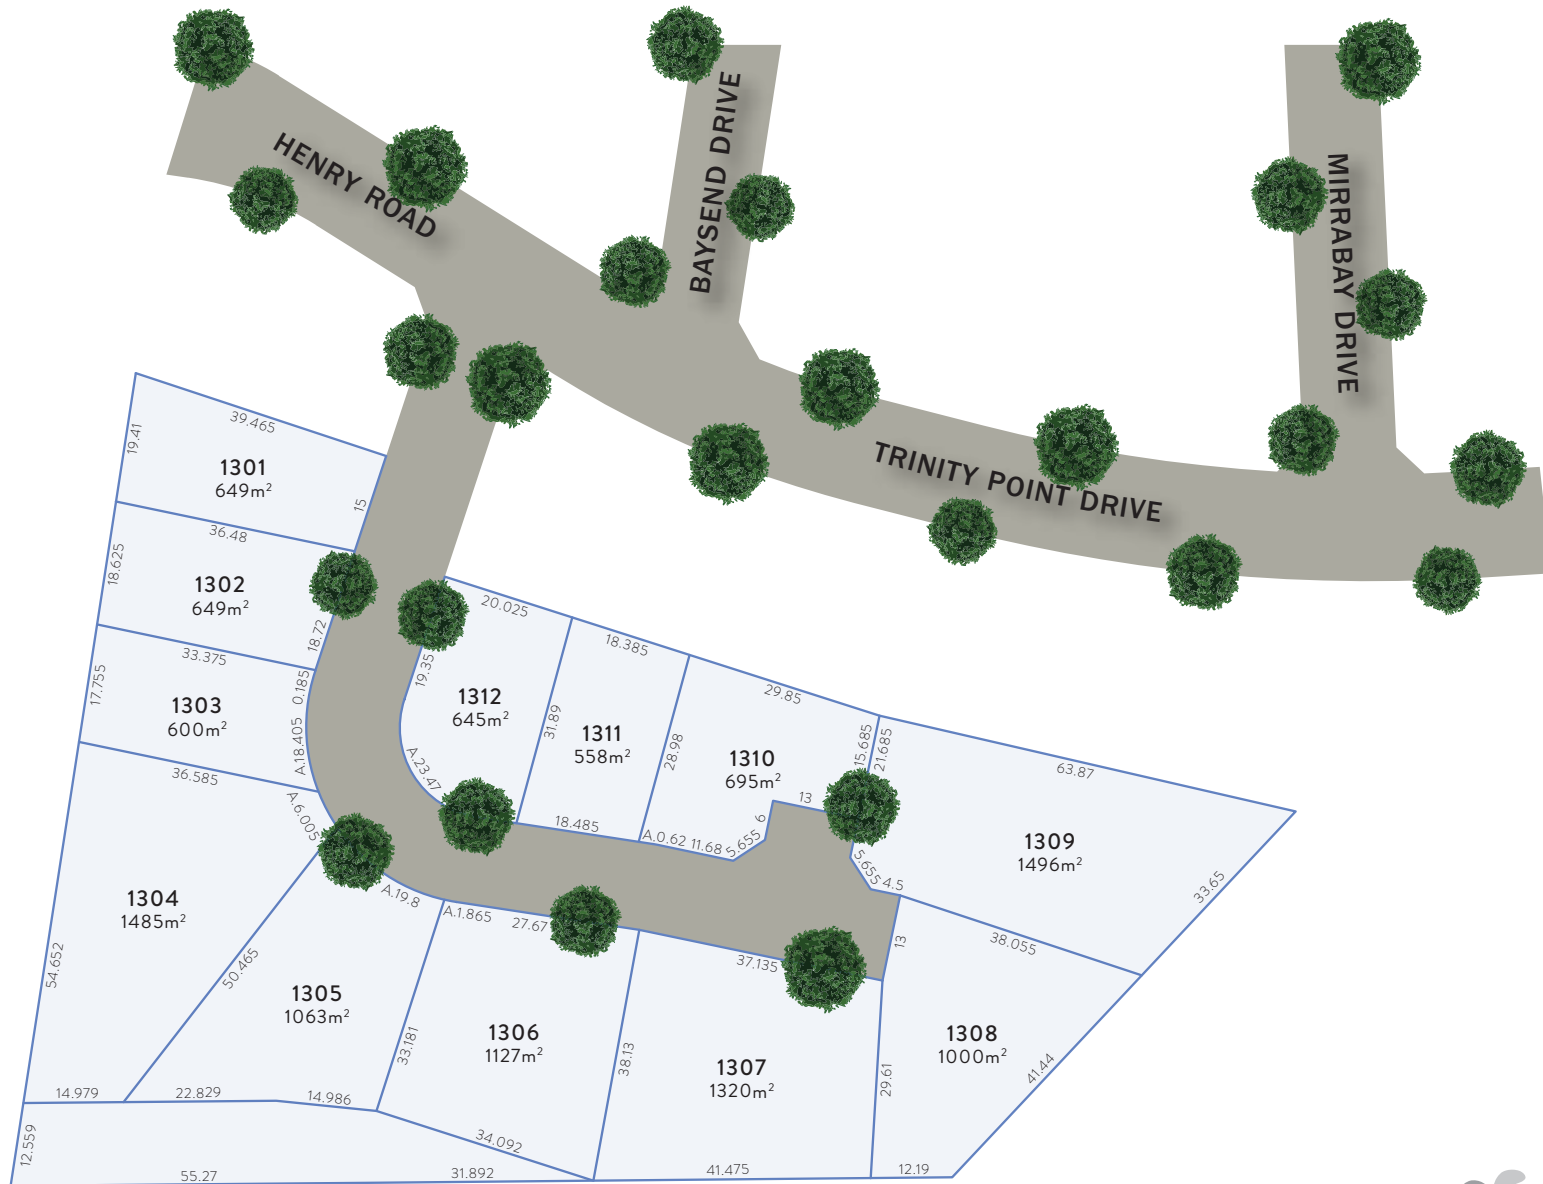 HENRY ROAD
BAYSEND DRIVE
MIRRABAY DRIVE
TRINITY POINT DRIVE
39.465
19.41
1301
649m²
15
36.48
18.625
1302
649m²
18.72
33.375
17.755
0.185
1303
600m²
A.18.405
36.585
A.6.005
1304
1485m²
54.652
50.465
14.979
12.559
A.19.8
1305
1063m²
22.829
14.986
33.181
A.1.865
27.67
1306
1127m²
38.13
34.092
55.27
31.892
37.135
1307
1320m²
29.61
41.475
13
38.055
1308
1000m²
41.44
12.19
63.87
21.685
1309
1496m²
33.65
5.655
4.5
29.85
15.685
1310
695m²
13
6
5.655
11.68
A.0.62
28.98
18.385
1311
558m²
31.89
18.485
20.025
19.35
1312
645m²
A.23.47